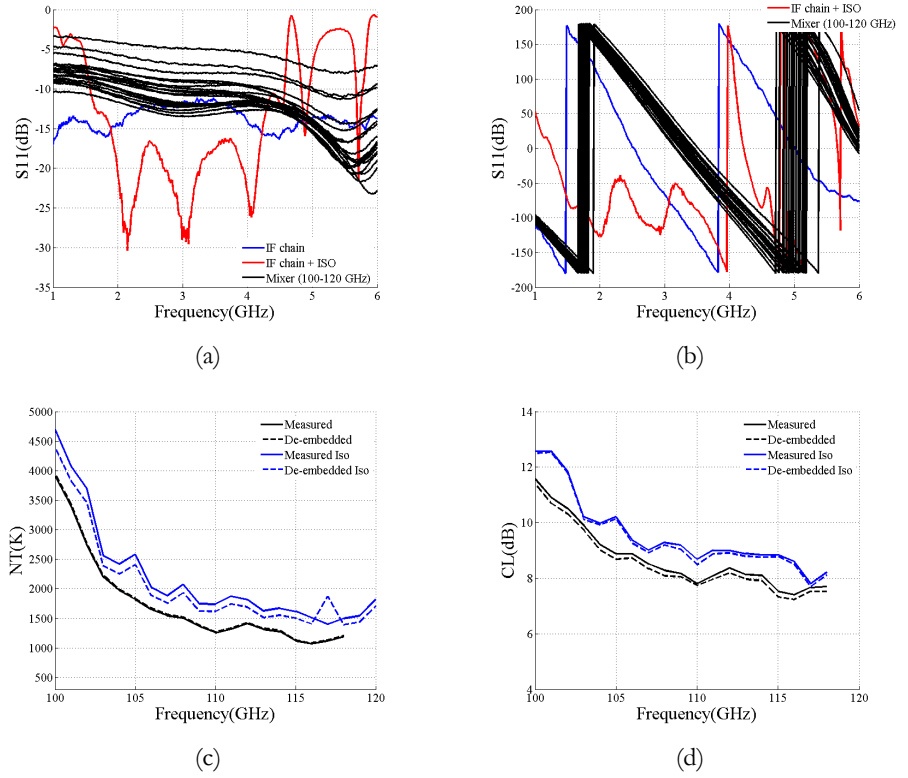 0
-5
-10
-15
-20
-25
-30
-35
S11(dB)
IF chain
IF chain + ISO
Mixer (100-120 GHz)
1 2 3 4 5 6
Frequency(GHz)
(a)
200
150
100
50
0
-50
-100
-150
-200
S11(dB)
IF chain + ISO
Mixer (100-120 GHz)
1 2 3 4 5 6
Frequency(GHz)
(b)
5000
4500
4000
3500
3000
2500
2000
1500
1000
500
NT(K)
Measured
De-embedded
Measured Iso
De-embedded Iso
100 105 110 115 120
Frequency(GHz)
(c)
14
12
10
8
6
4
CL(dB)
Measured
De-embedded
Measured Iso
De-embedded Iso
100 105 110 115 120
Frequency(GHz)
(d)